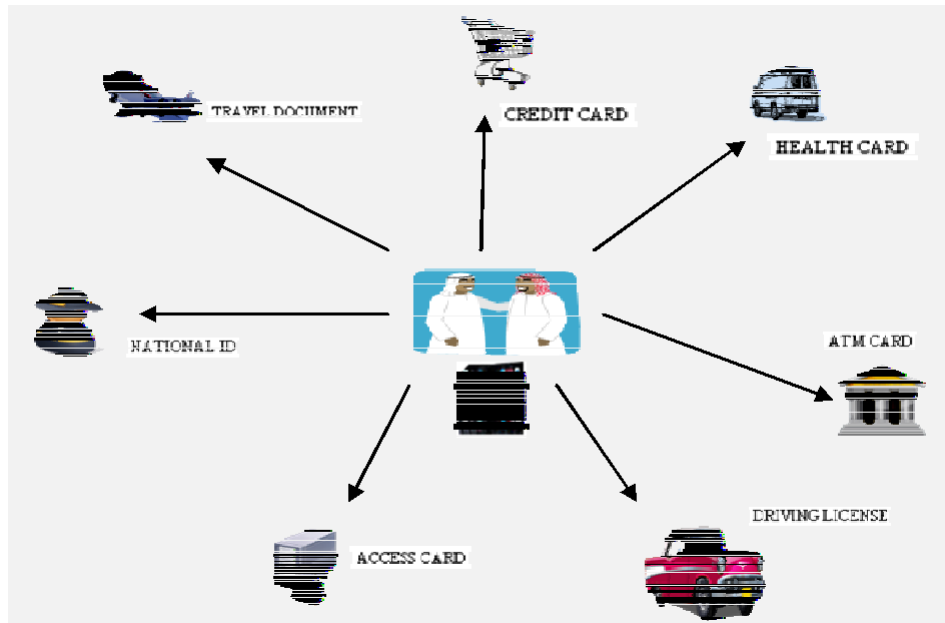 CREDIT CARD
TRAVEL DOCUMENT
HEALTH CARD
NATIONAL ID
ATM CARD
DRIVING LICENSE
ACCESS CARD